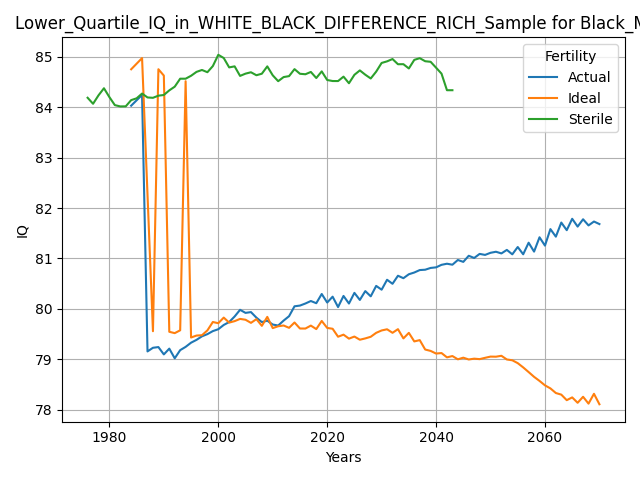 Lower_Quartile_IQ_in_WHITE_BLACK_DIFFERENCE_RICH_Sample for Black_M
85
84
83
82
81
80
79
78
IQ
Fertility
Actual
Ideal
Sterile
1980
2000
2020
2040
2060
Years